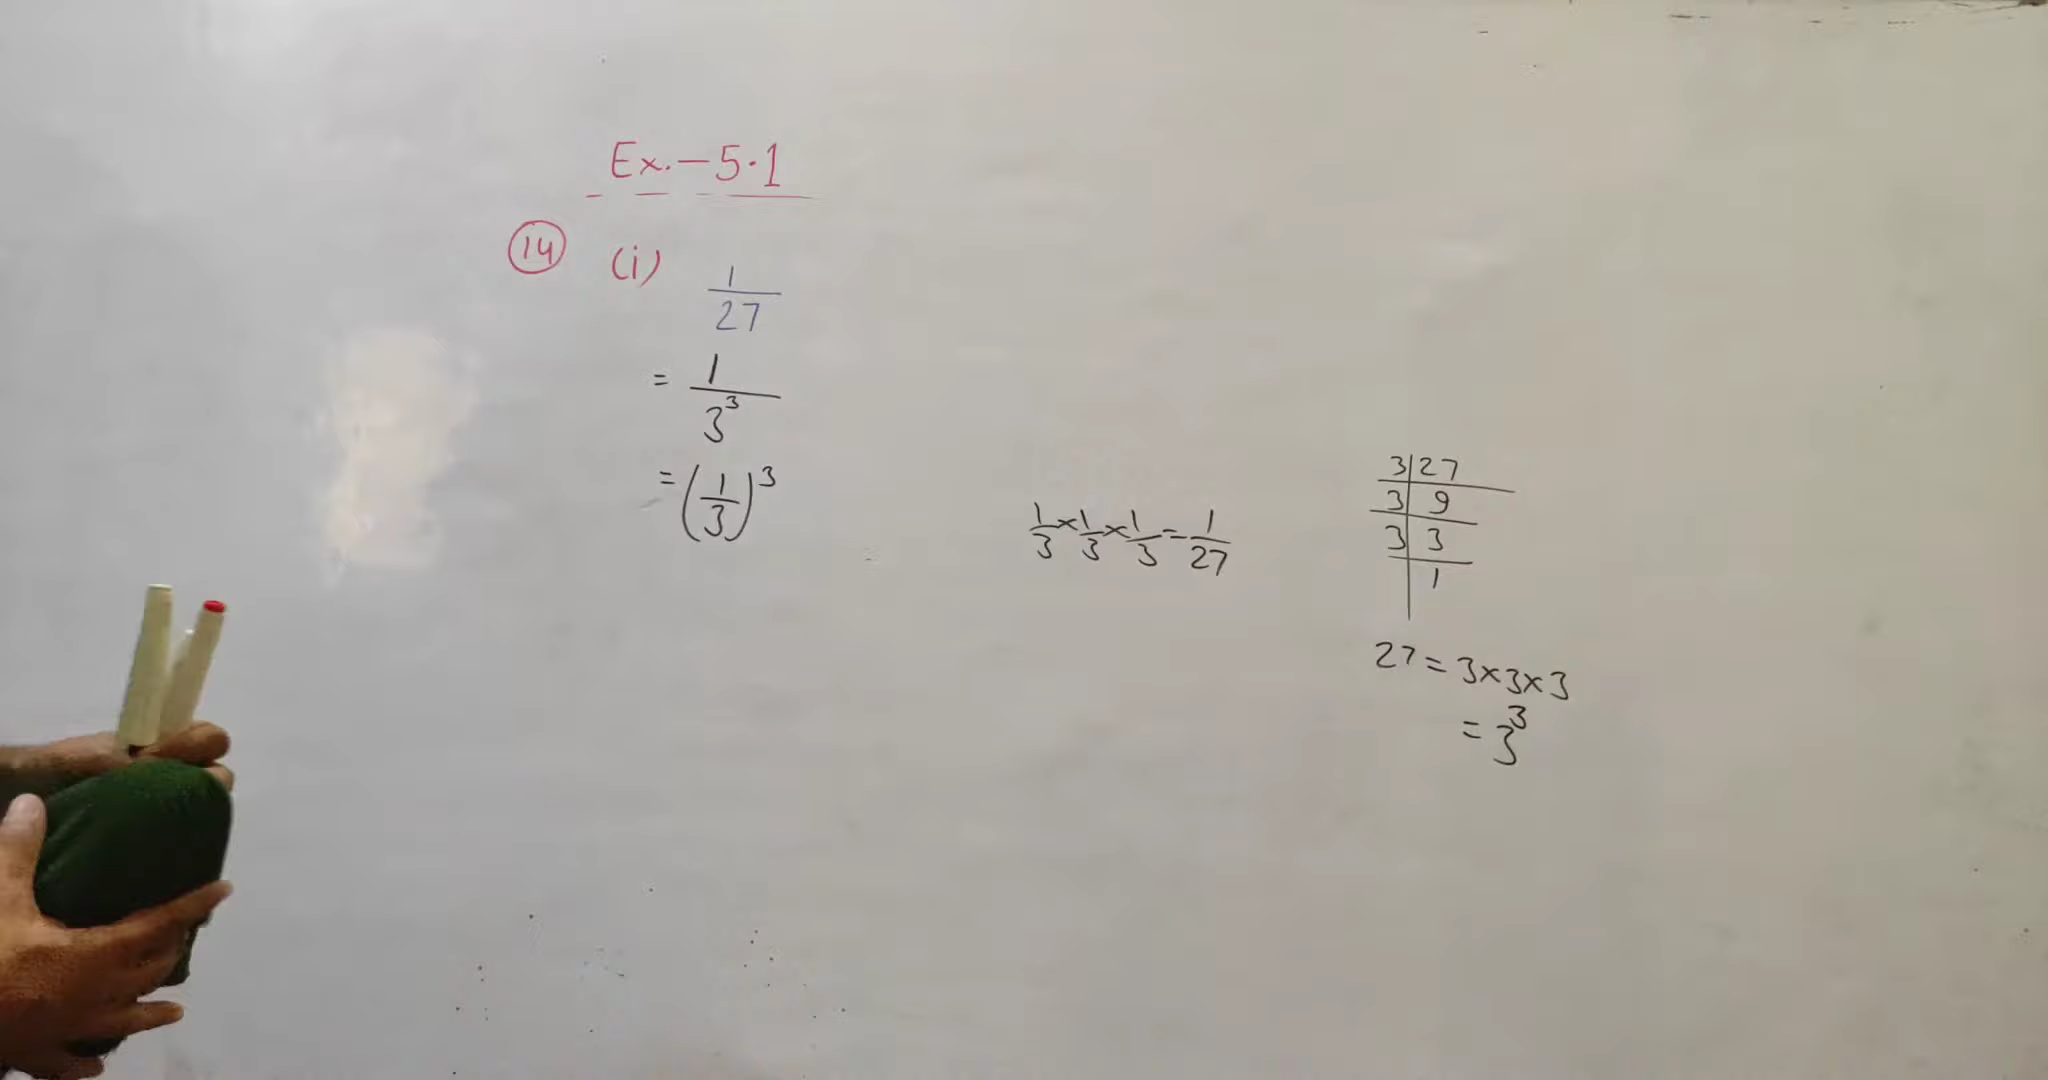 Ex. – 5.1
14 (i) 1/27
= 1/3³
= (1/3)³
1/3 × 1/3 × 1/3 = 1/27
3 | 27
3 | 9
3 | 3
| 1
27 = 3×3×3
= 3³